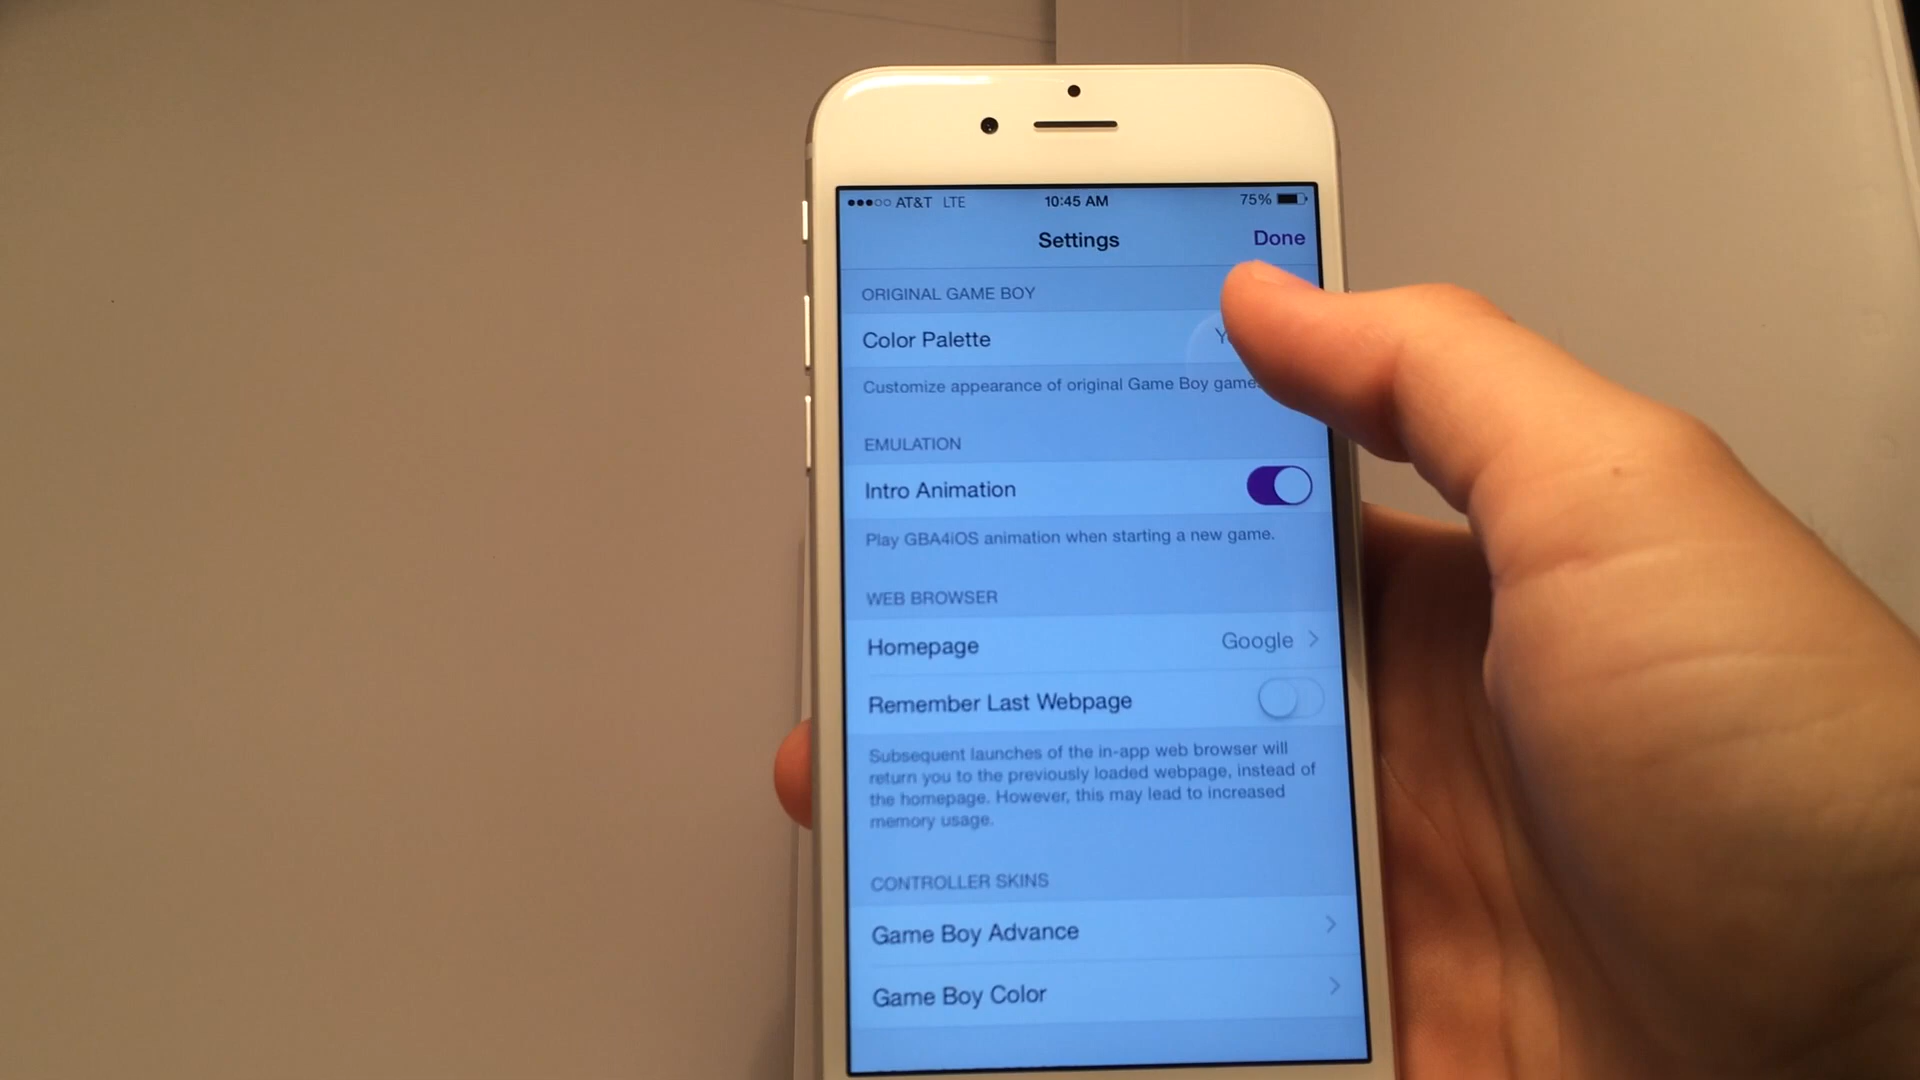 AT&T LTE 10:45 AM 75%
Settings Done
ORIGINAL GAME BOY
Color Palette
Customize appearance of original Game Boy games
EMULATION
Intro Animation
Play GBA4iOS animation when starting a new game.
WEB BROWSER
Homepage Google
Remember Last Webpage
Subsequent launches of the in-app web browser will
return you to the previously loaded webpage, instead of
the homepage. However, this may lead to increased
memory usage.
CONTROLLER SKINS
Game Boy Advance
Game Boy Color